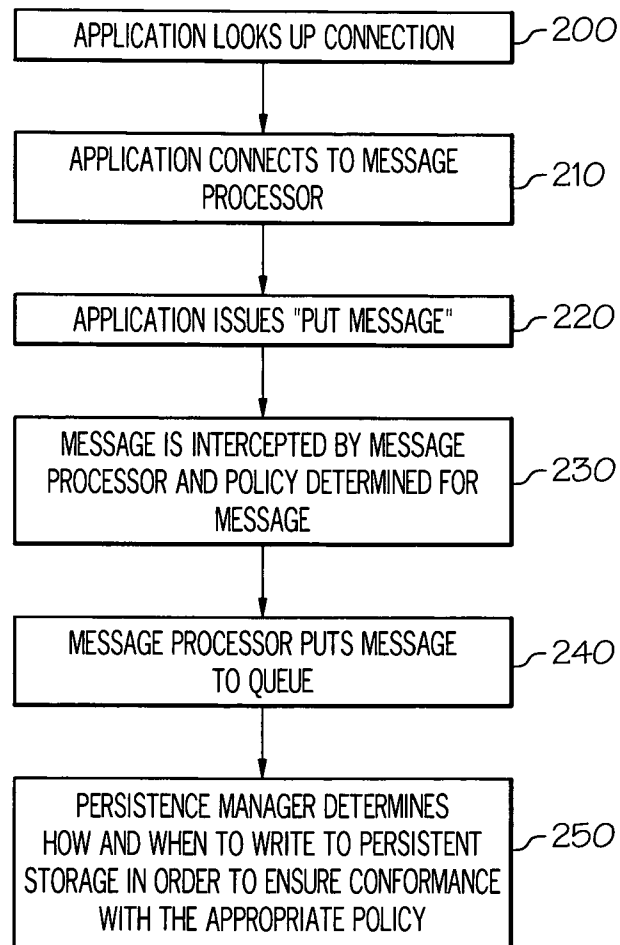 APPLICATION LOOKS UP CONNECTION 200
APPLICATION CONNECTS TO MESSAGE
PROCESSOR 210
APPLICATION ISSUES "PUT MESSAGE" 220
MESSAGE IS INTERCEPTED BY MESSAGE
PROCESSOR AND POLICY DETERMINED FOR 230
MESSAGE
MESSAGE PROCESSOR PUTS MESSAGE
TO QUEUE 240
PERSISTENCE MANAGER DETERMINES
HOW AND WHEN TO WRITE TO PERSISTENT 250
STORAGE IN ORDER TO ENSURE CONFORMANCE
WITH THE APPROPRIATE POLICY